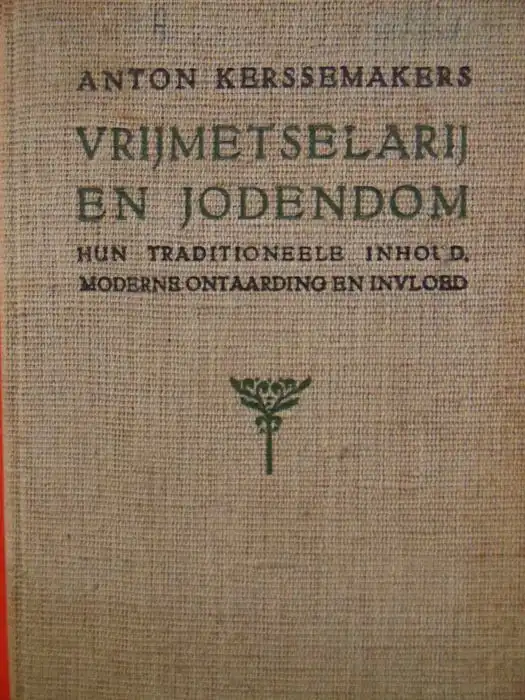 ANTON KERSSEMAKERS
VRIJMETSELARIJ
EN JODENDOM
HUN TRADITIONEELE INHOUD,
MODERNE ONTAARDING EN INVLOED